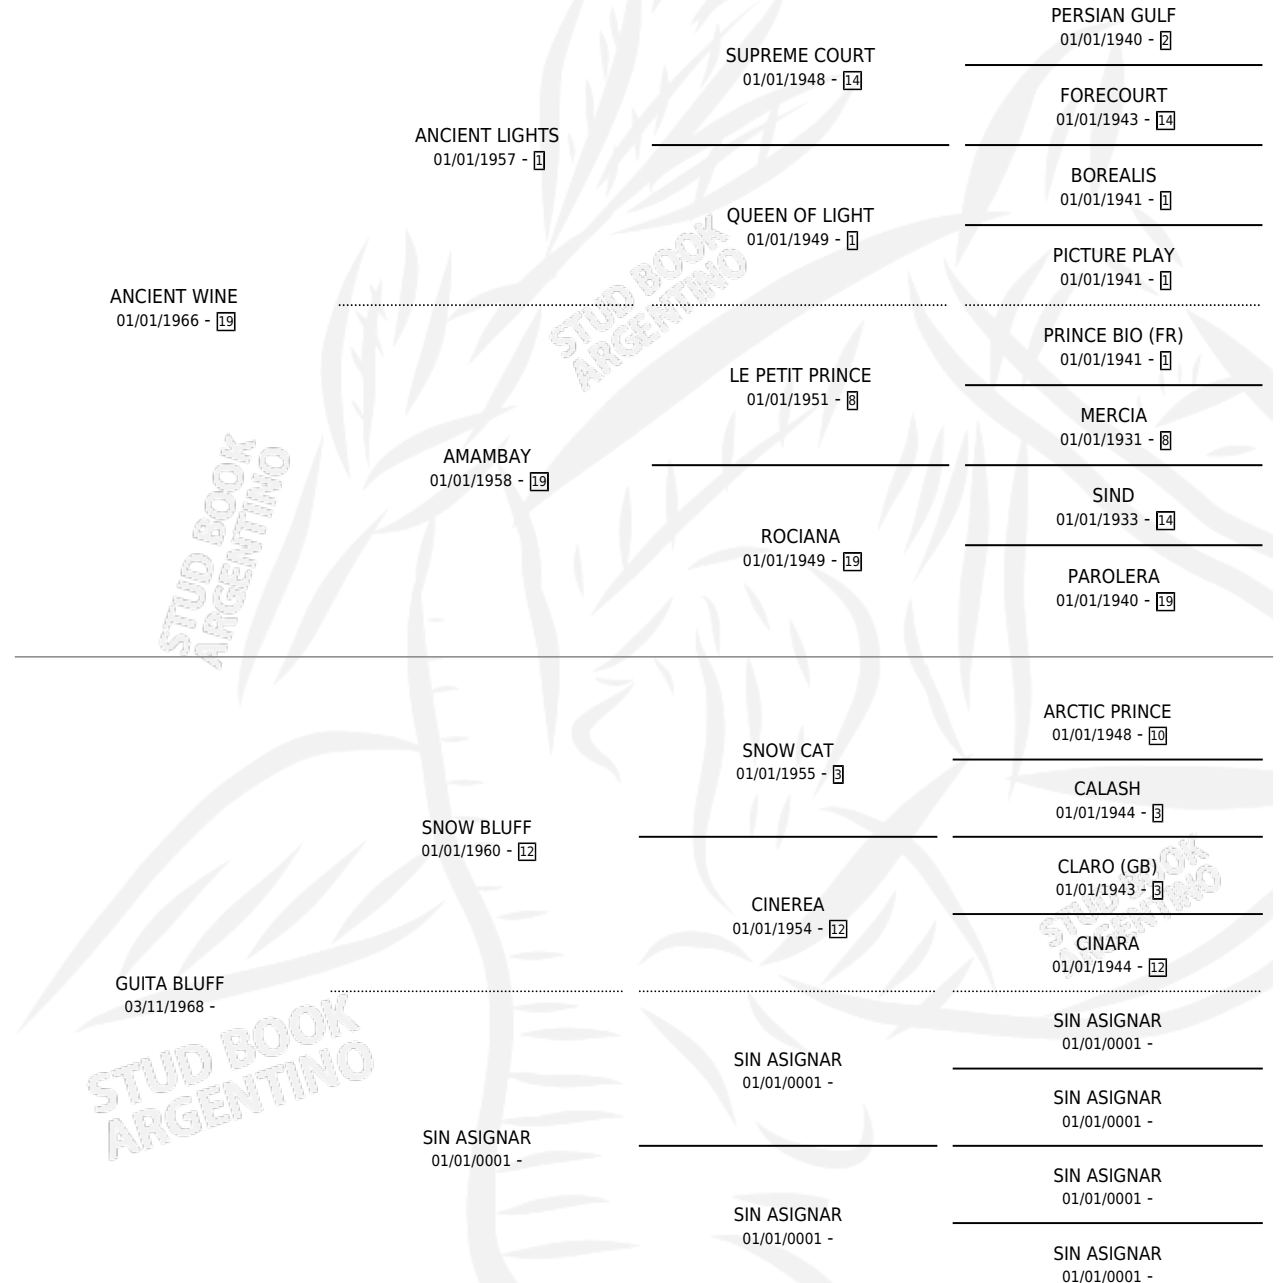 PERSIAN GULF
01/01/1940 - 2
SUPREME COURT
01/01/1948 - 14
FORECOURT
01/01/1943 - 14
ANCIENT LIGHTS
01/01/1957 - 1
BOREALIS
01/01/1941 - 1
QUEEN OF LIGHT
01/01/1949 - 1
PICTURE PLAY
01/01/1941 - 1
ANCIENT WINE
01/01/1966 - 19
PRINCE BIO (FR)
01/01/1941 - 1
LE PETIT PRINCE
01/01/1951 - 8
MERCIA
01/01/1931 - 8
AMAMBAY
01/01/1958 - 19
SIND
01/01/1933 - 14
ROCIANA
01/01/1949 - 19
PAROLERA
01/01/1940 - 19
ARCTIC PRINCE
01/01/1948 - 10
SNOW CAT
01/01/1955 - 3
CALASH
01/01/1944 - 3
SNOW BLUFF
01/01/1960 - 12
CLARO (GB)
01/01/1943 - 3
CINEREA
01/01/1954 - 12
CINARA
01/01/1944 - 12
GUITA BLUFF
03/11/1968 -
SIN ASIGNAR
01/01/0001 -
SIN ASIGNAR
01/01/0001 -
SIN ASIGNAR
01/01/0001 -
SIN ASIGNAR
01/01/0001 -
SIN ASIGNAR
01/01/0001 -
SIN ASIGNAR
01/01/0001 -
SIN ASIGNAR
01/01/0001 -
STUD BOOK
ARGENTINO
STUD BOOK
ARGENTINO
STUD BOOK
ARGENTINO
STUD BOOK
ARGENTINO